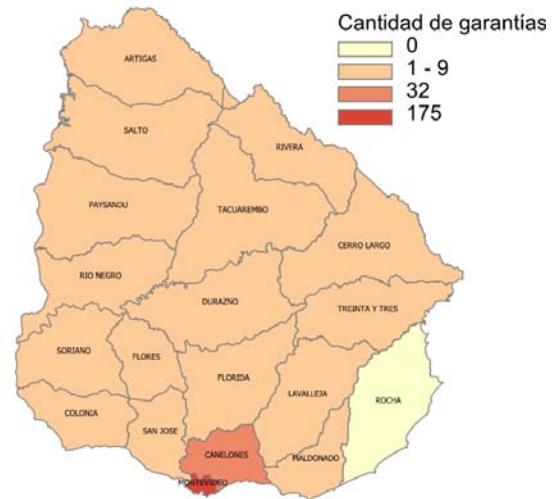 Cantidad de garantías
0
1 - 9
32
175
ARTIGAS
SALTO
RIVERA
PAYSANDU
TACUAREMBO
CERRO LARGO
RIO NEGRO
DURAZNO
TREINTA Y TRES
SORIANO
FLORES
FLORIDA
LAVALLEJA
ROCHA
COLONIA
SAN JOSE
CANELONES
MALDONADO
MONTEVIDEO